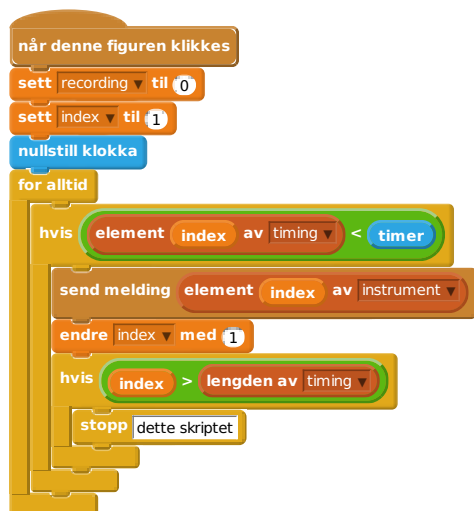 når denne figuren klikkes
sett recording til 0
sett index til 1
nullstill klokka
for alltid
hvis element index av timing < timer
send melding element index av instrument
endre index med 1
hvis index > lengden av timing
stopp dette skriptet